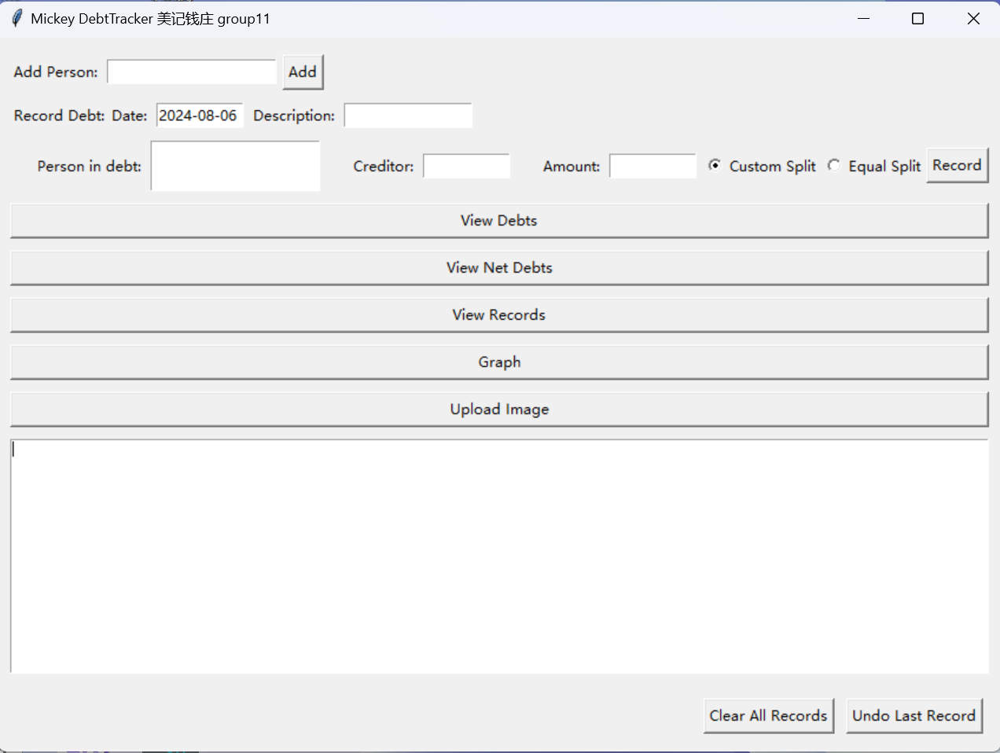 Mickey DebtTracker 美记钱庄 group11
Add Person: Add
Record Debt: Date: 2024-08-06 Description:
Person in debt: Creditor: Amount: Custom Split Equal Split Record
View Debts
View Net Debts
View Records
Graph
Upload Image
Clear All Records Undo Last Record